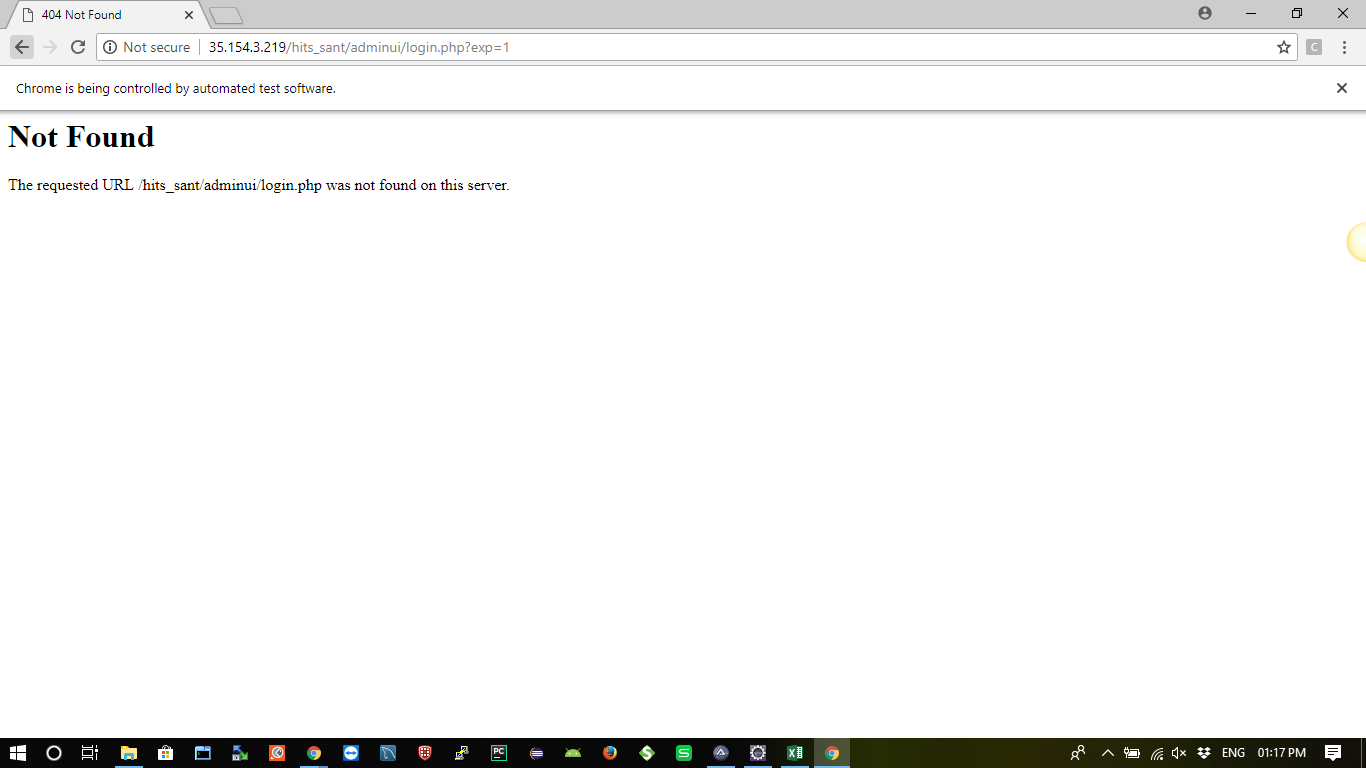 404 Not Found
Not secure
35.154.3.219/hits_sant/adminui/login.php?exp=1
C
Chrome is being controlled by automated test software.
Not Found
The requested URL /hits_sant/adminui/login.php was not found on this server.
PC
S
S
ENG
01:17 PM